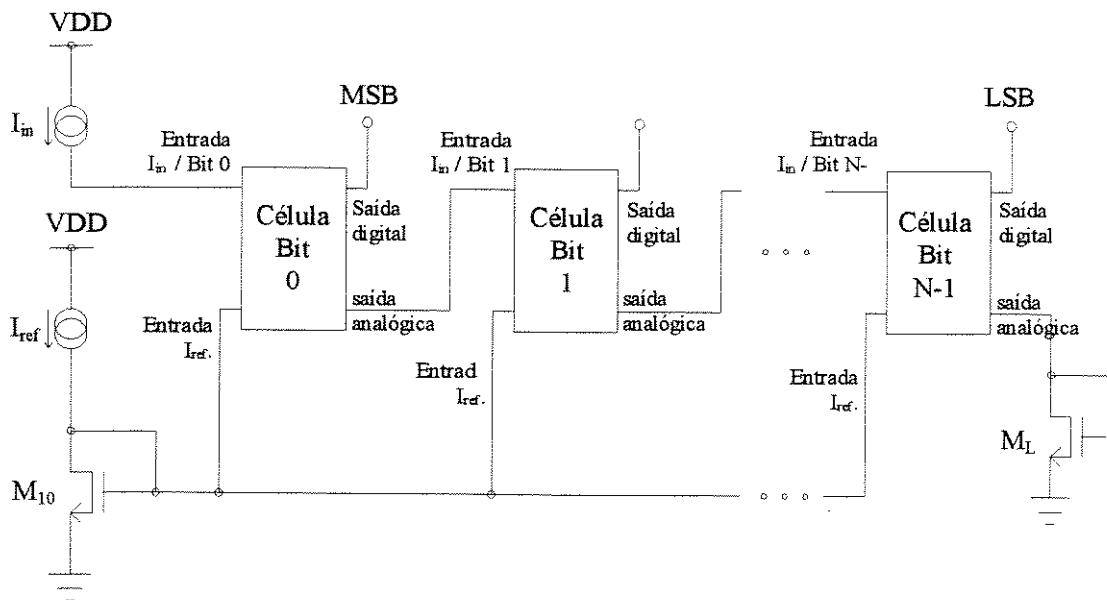 VDD
I_in
MSB
Entrada
I_in / Bit 0
Célula
Bit
0
Saída
digital
saída
analógica
Entrada
I_ref.
Entrada
I_in / Bit 1
Célula
Bit
1
Saída
digital
saída
analógica
Entrad
I_ref.
LSB
Entrada
I_in / Bit N-
Célula
Bit
N-1
Saída
digital
saída
analógica
Entrada
I_ref.
VDD
I_ref
M_10
M_L